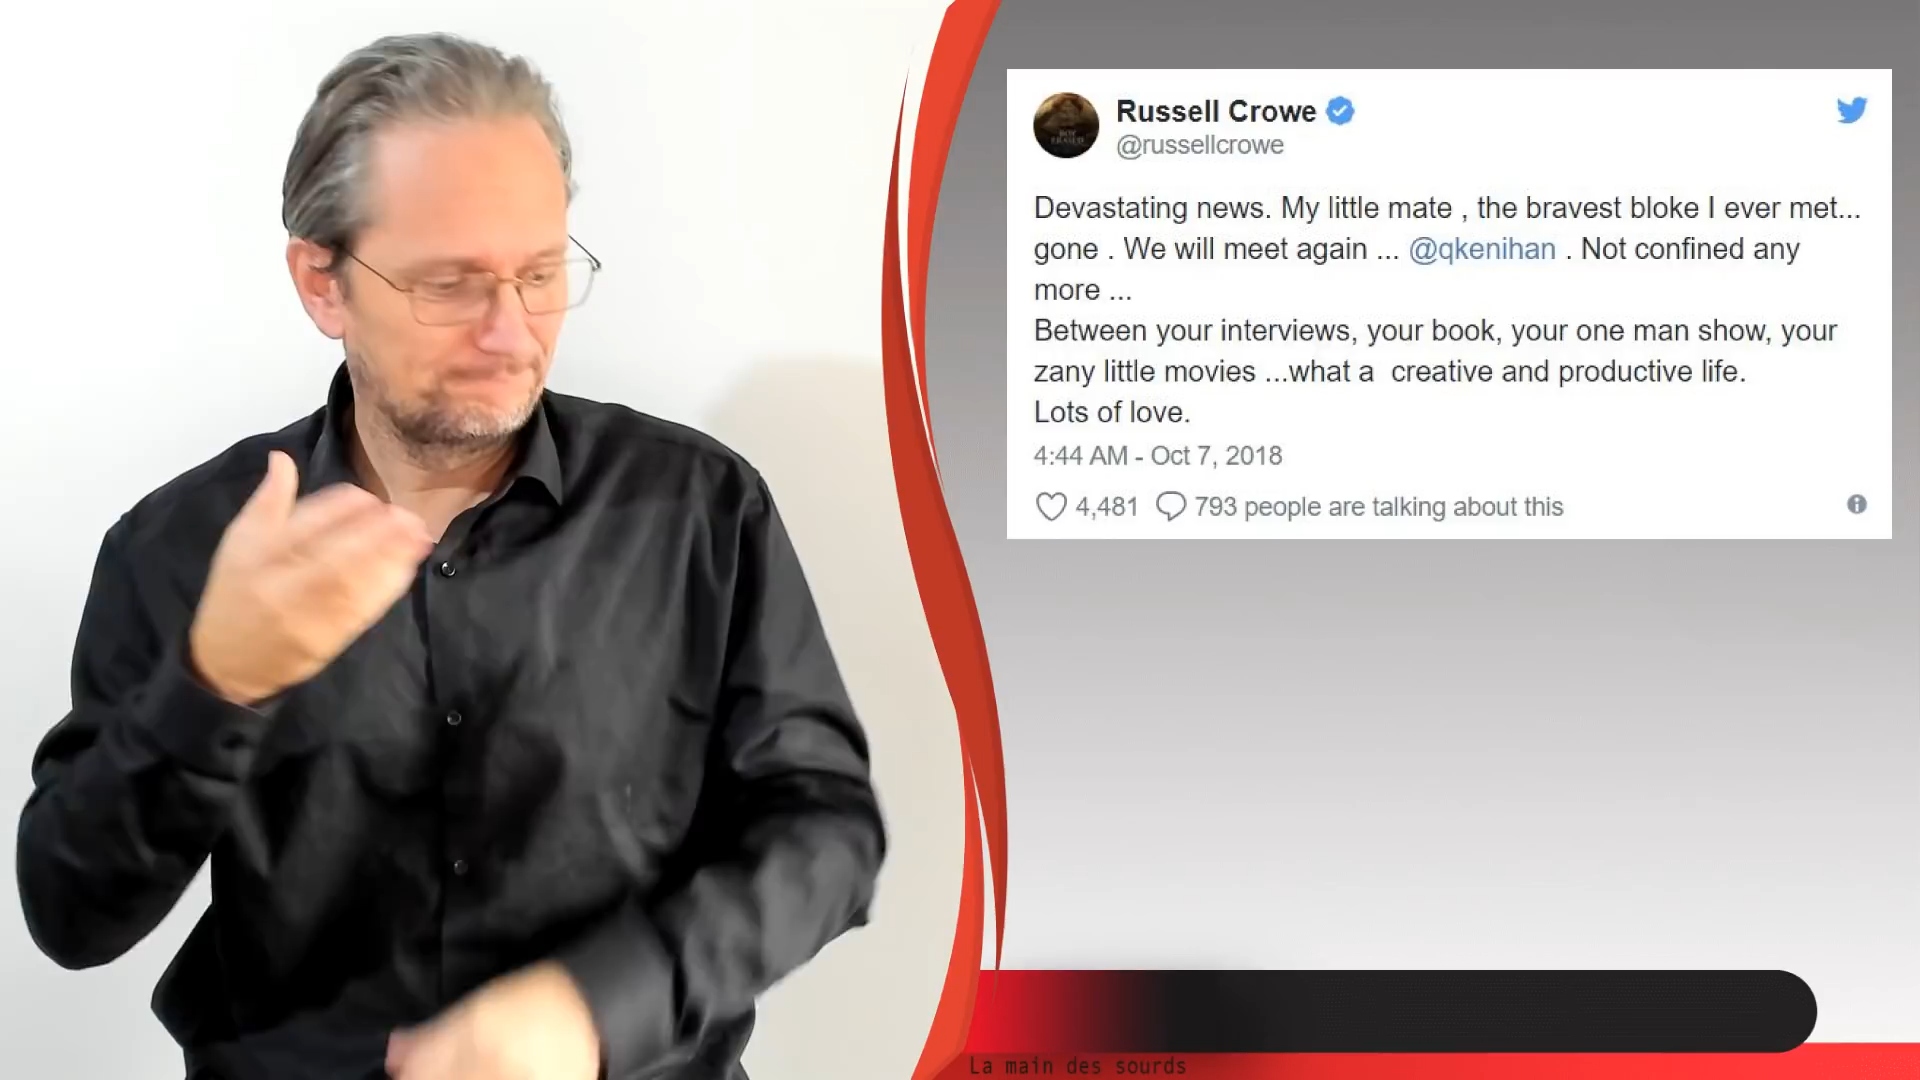 Russell Crowe
@russellcrowe
Devastating news. My little mate , the bravest bloke I ever met...
gone . We will meet again ... @qkenihan . Not confined any
more ...
Between your interviews, your book, your one man show, your
zany little movies ...what a creative and productive life.
Lots of love.
4:44 AM - Oct 7, 2018
4,481 793 people are talking about this
La main des sourds